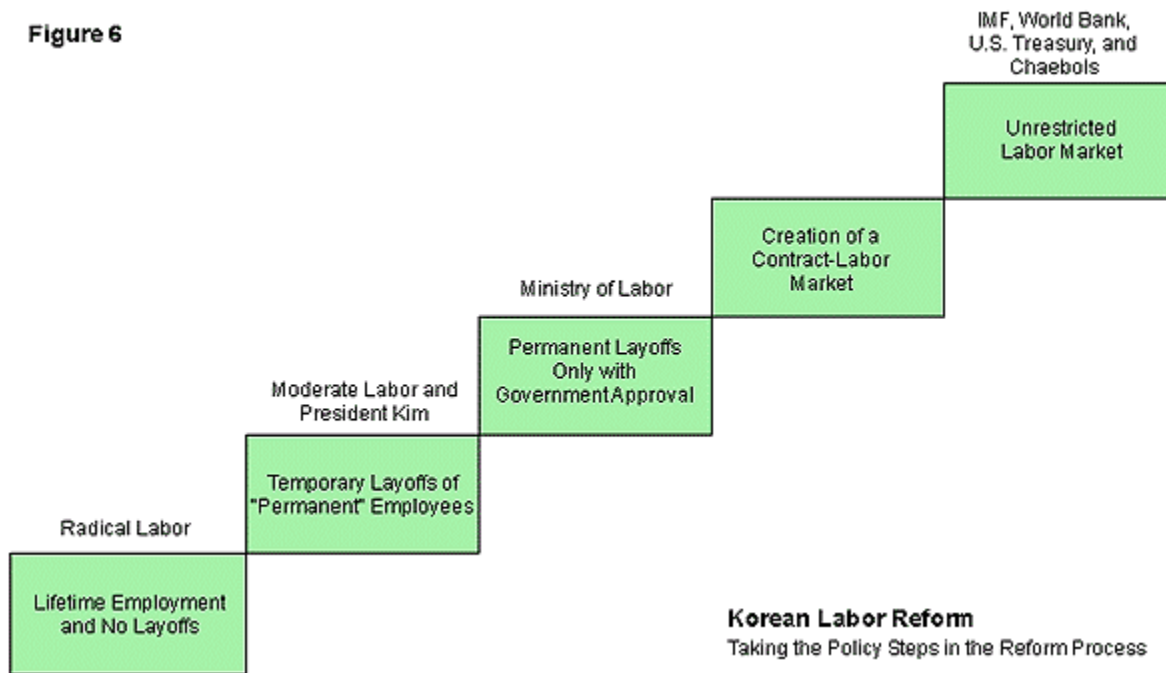 Figure 6
IMF, World Bank,
U.S. Treasury, and
Chaebols
Unrestricted
Labor Market
Creation of a
Contract-Labor
Market
Ministry of Labor
Permanent Layoffs
Only with
Government Approval
Moderate Labor and
President Kim
Temporary Layoffs of
"Permanent" Employees
Radical Labor
Lifetime Employment
and No Layoffs
Korean Labor Reform
Taking the Policy Steps in the Reform Process